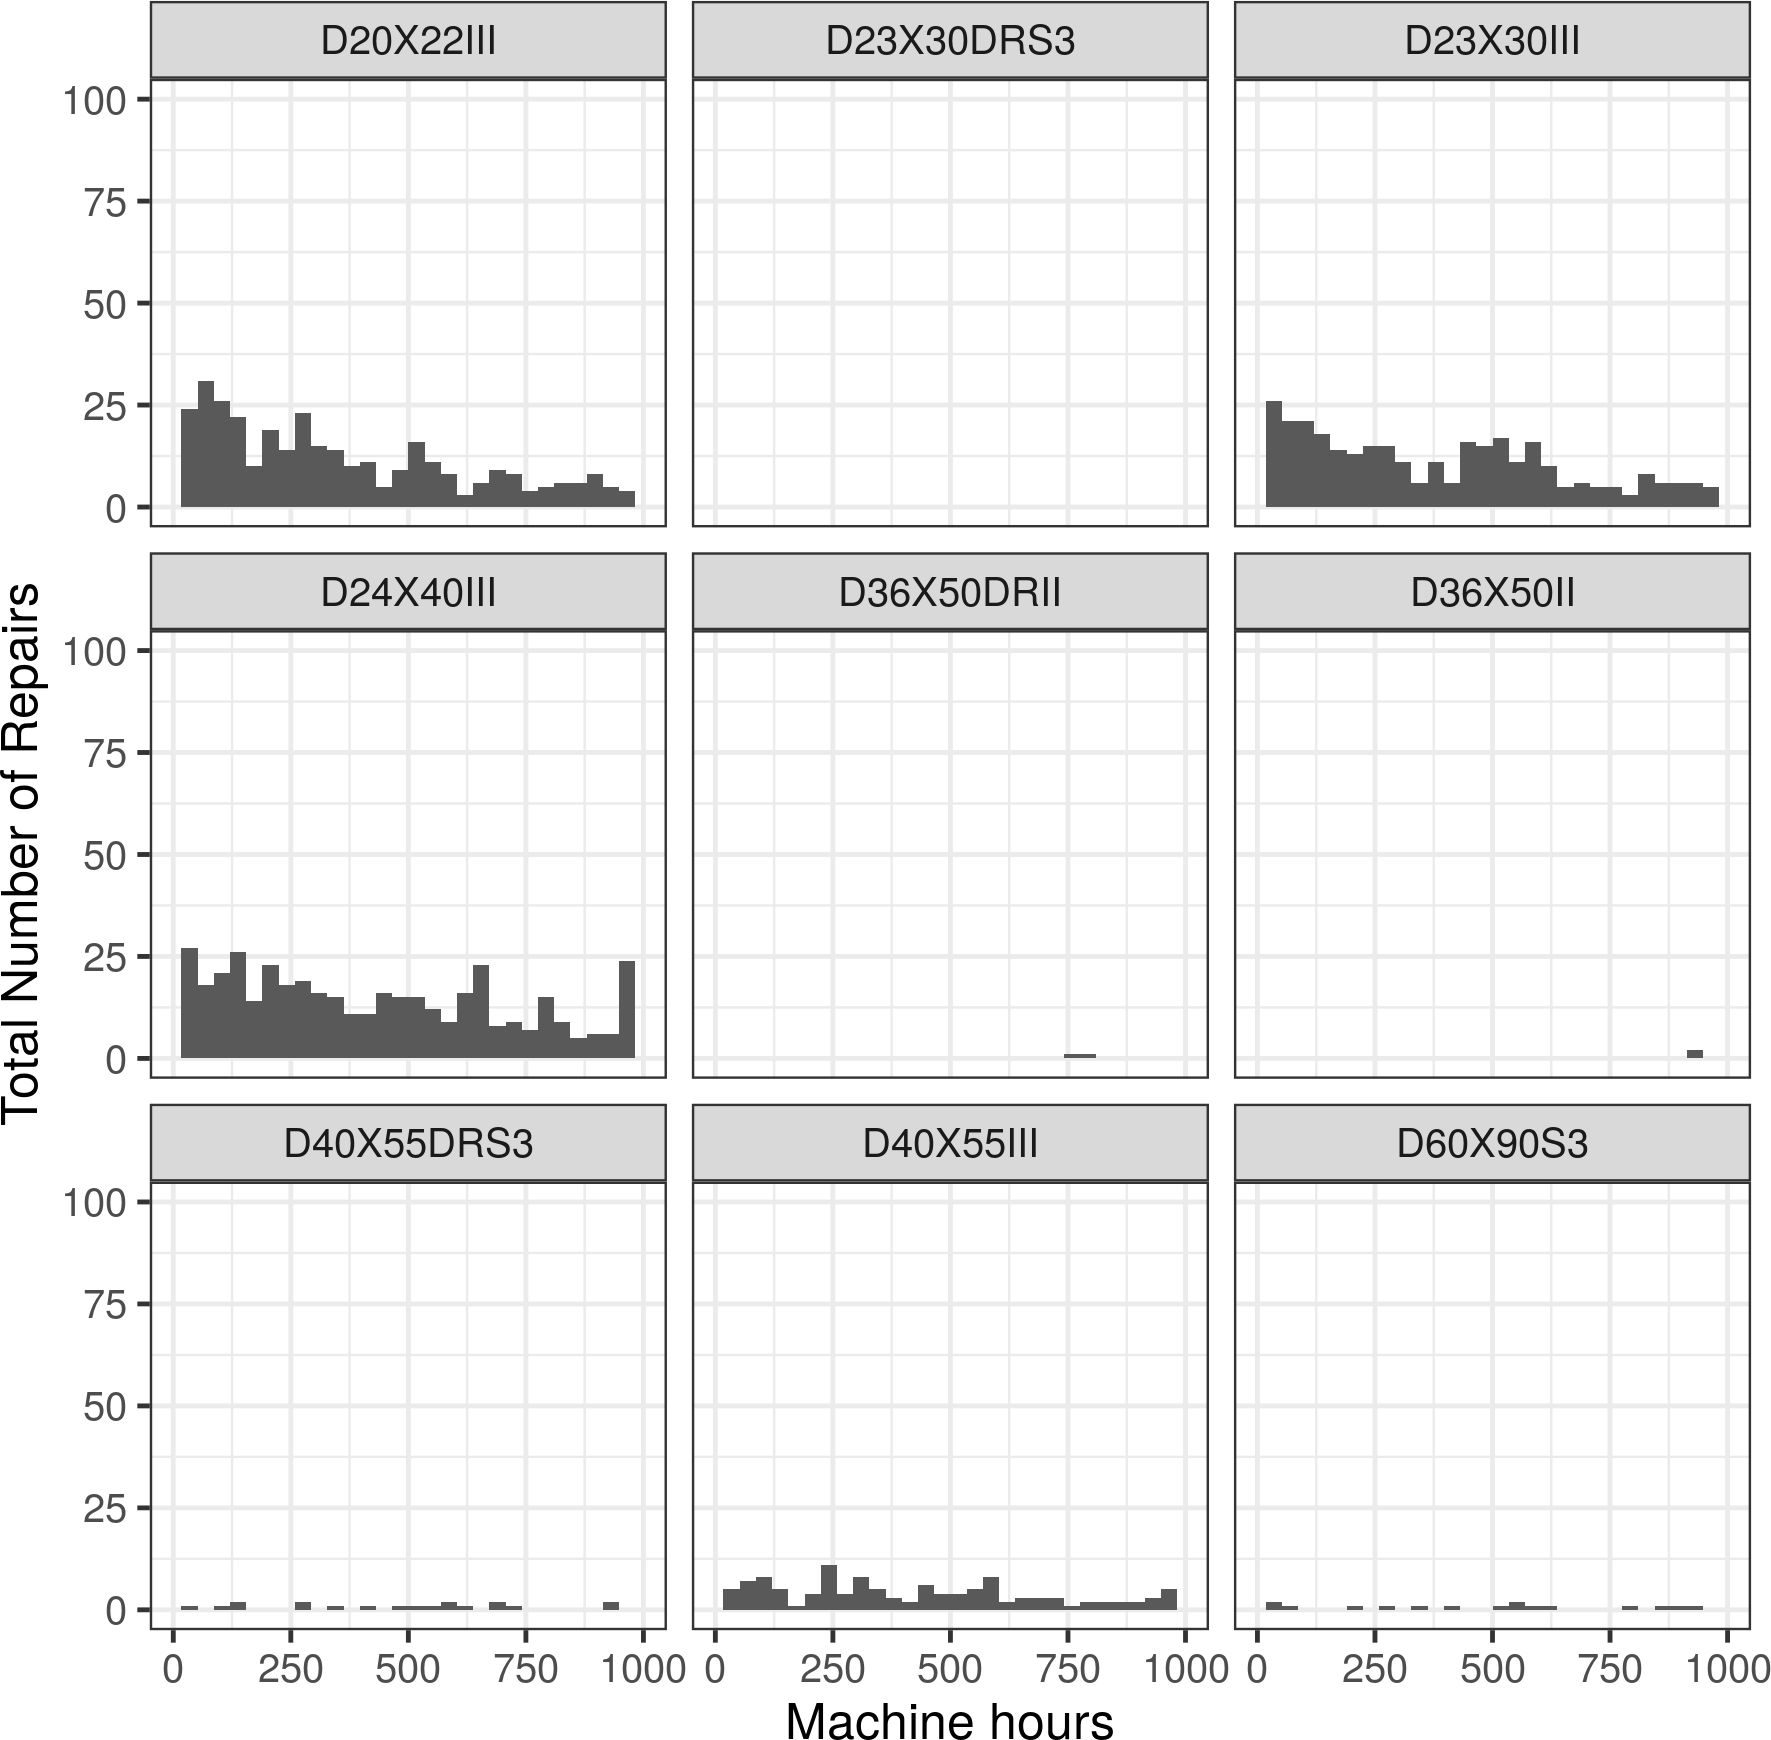 D20X22III D23X30DRS3 D23X30III
100
75
50
25
0
D24X40III D36X50DRII D36X50II
100
75
50
25
0
D40X55DRS3 D40X55III D60X90S3
100
75
50
25
0
0 250 500 750 1000 0 250 500 750 1000 0 250 500 750 1000
Machine hours
Total Number of Repairs